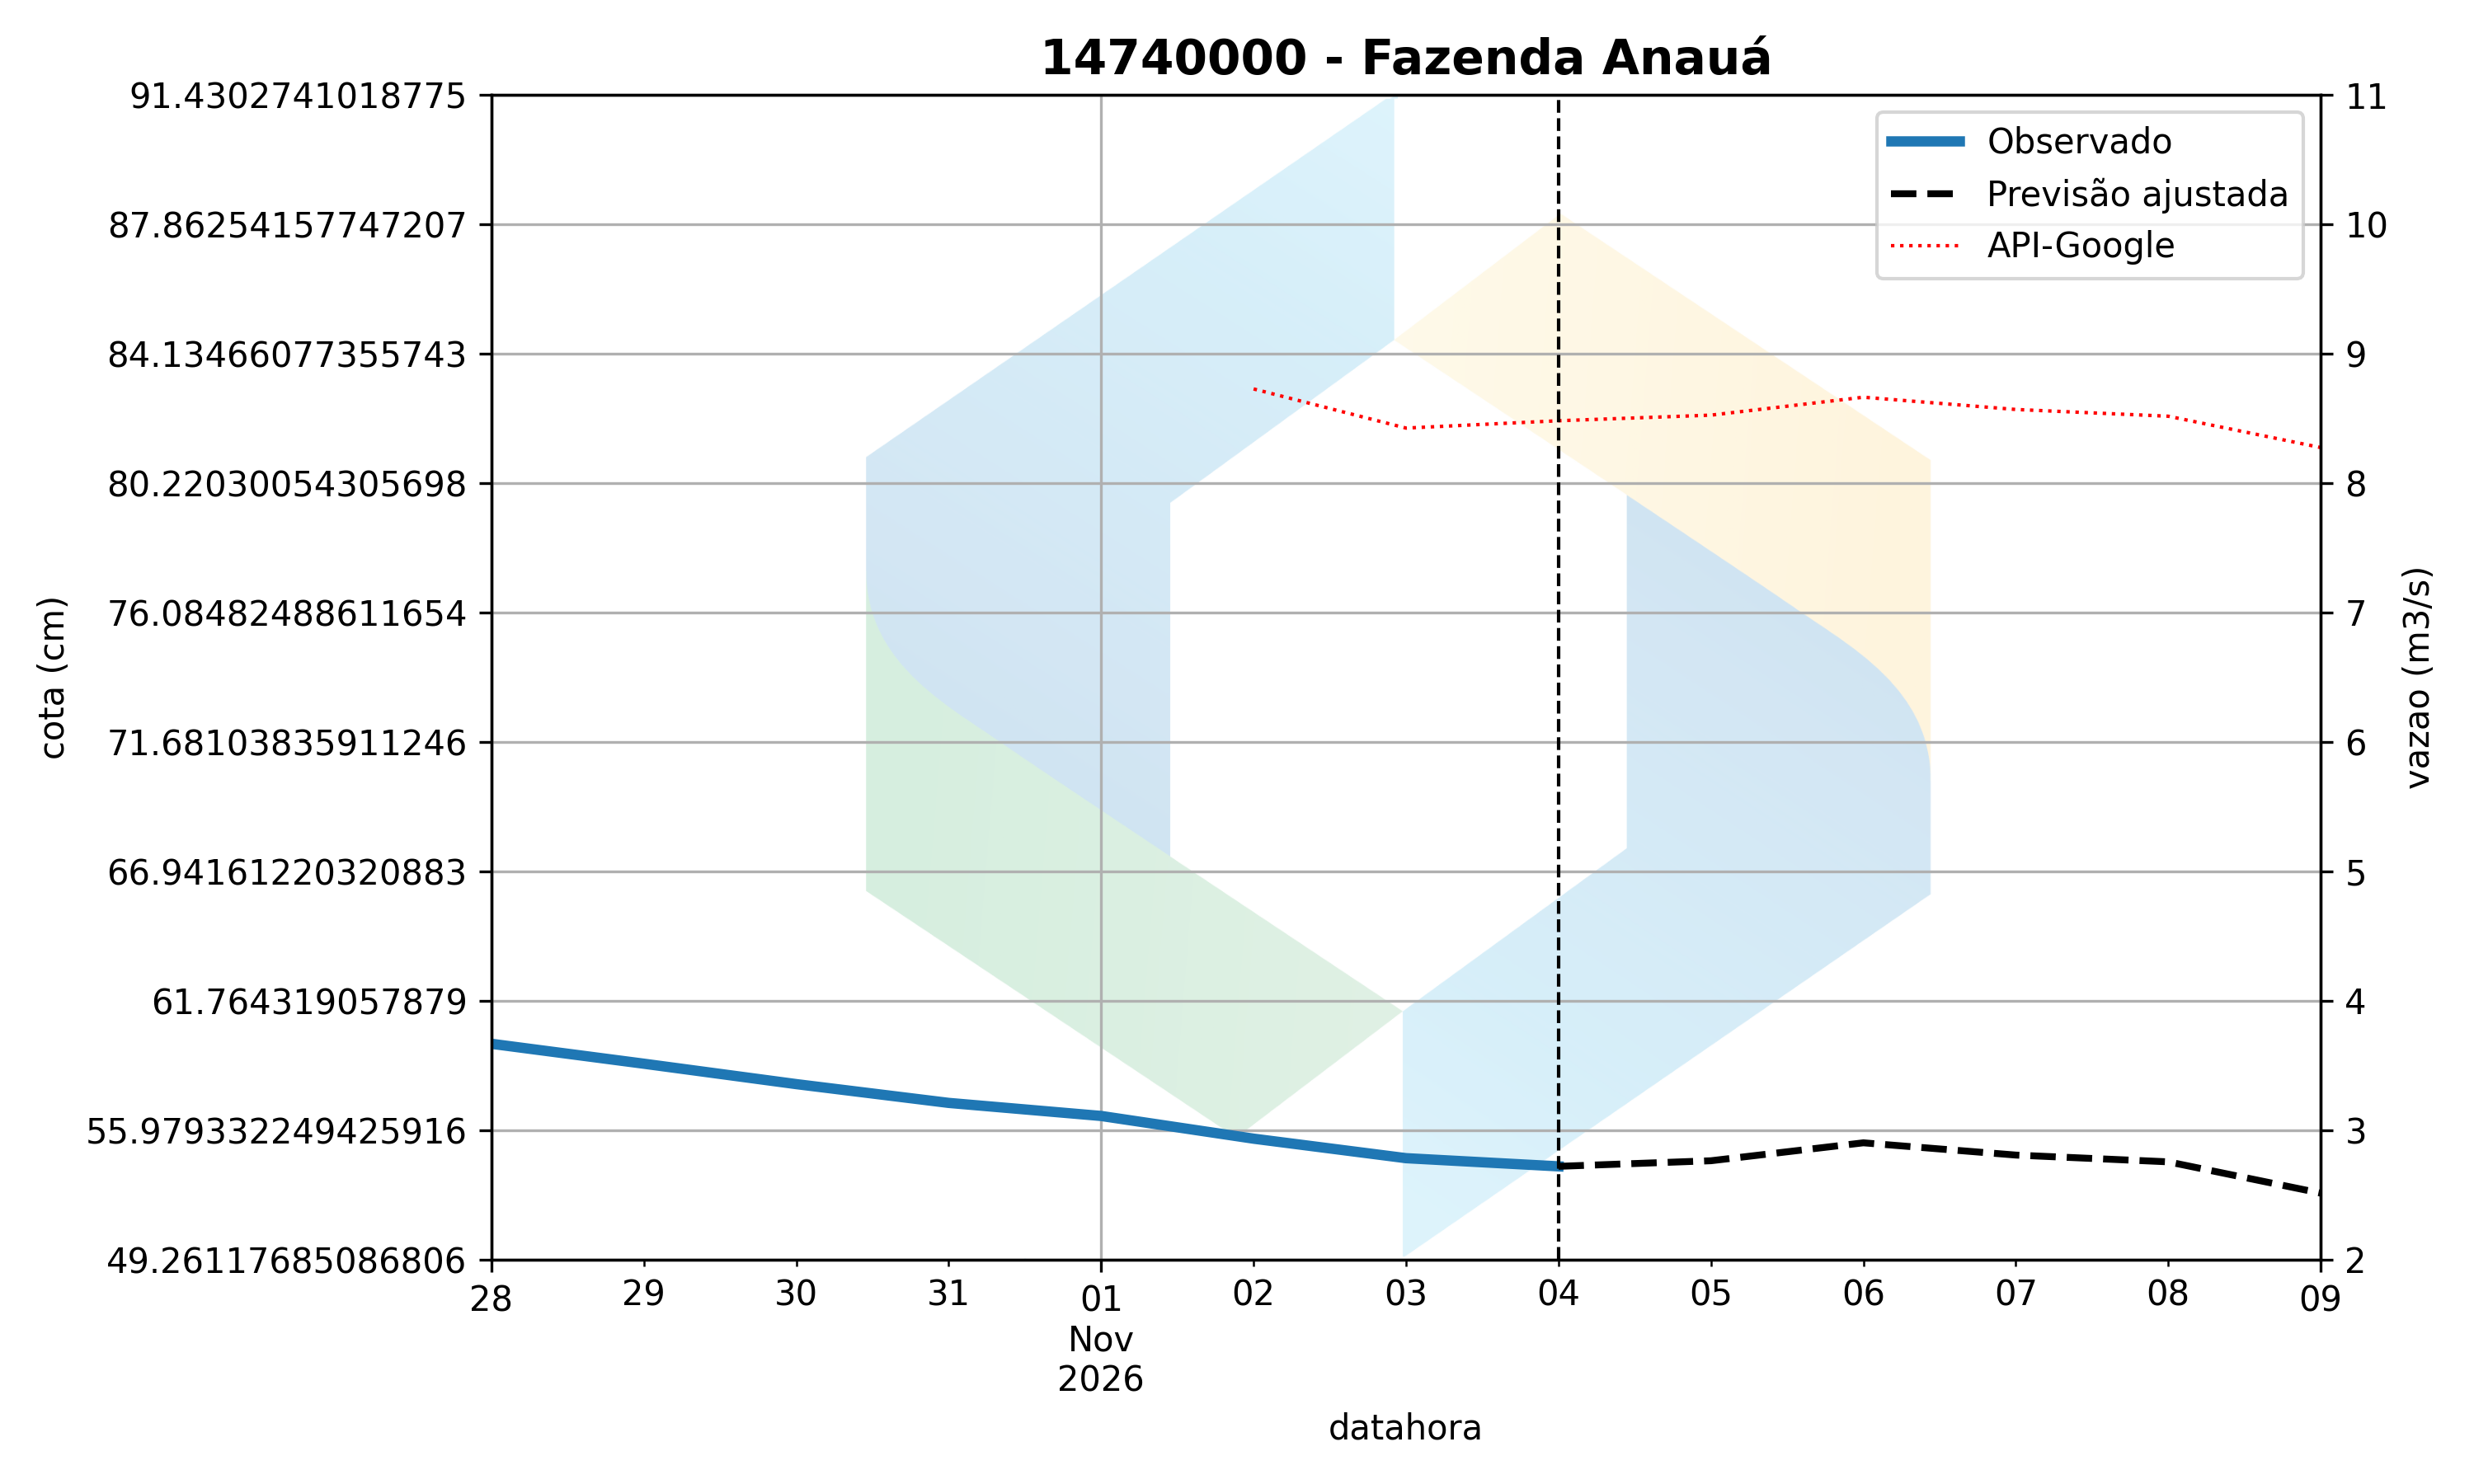 14740000 - Fazenda Anauá
91.4302741018775
87.86254157747207
84.13466077355743
80.22030054305698
76.08482488611654
71.68103835911246
66.94161220320883
61.764319057879
55.979332249425916
49.261117685086806
cota (cm)
11
10
9
8
7
6
5
4
3
2
vazao (m3/s)
Observado
Previsão ajustada
API-Google
28 29 30 31 01 02 03 04 05 06 07 08 09
Nov
2026
datahora